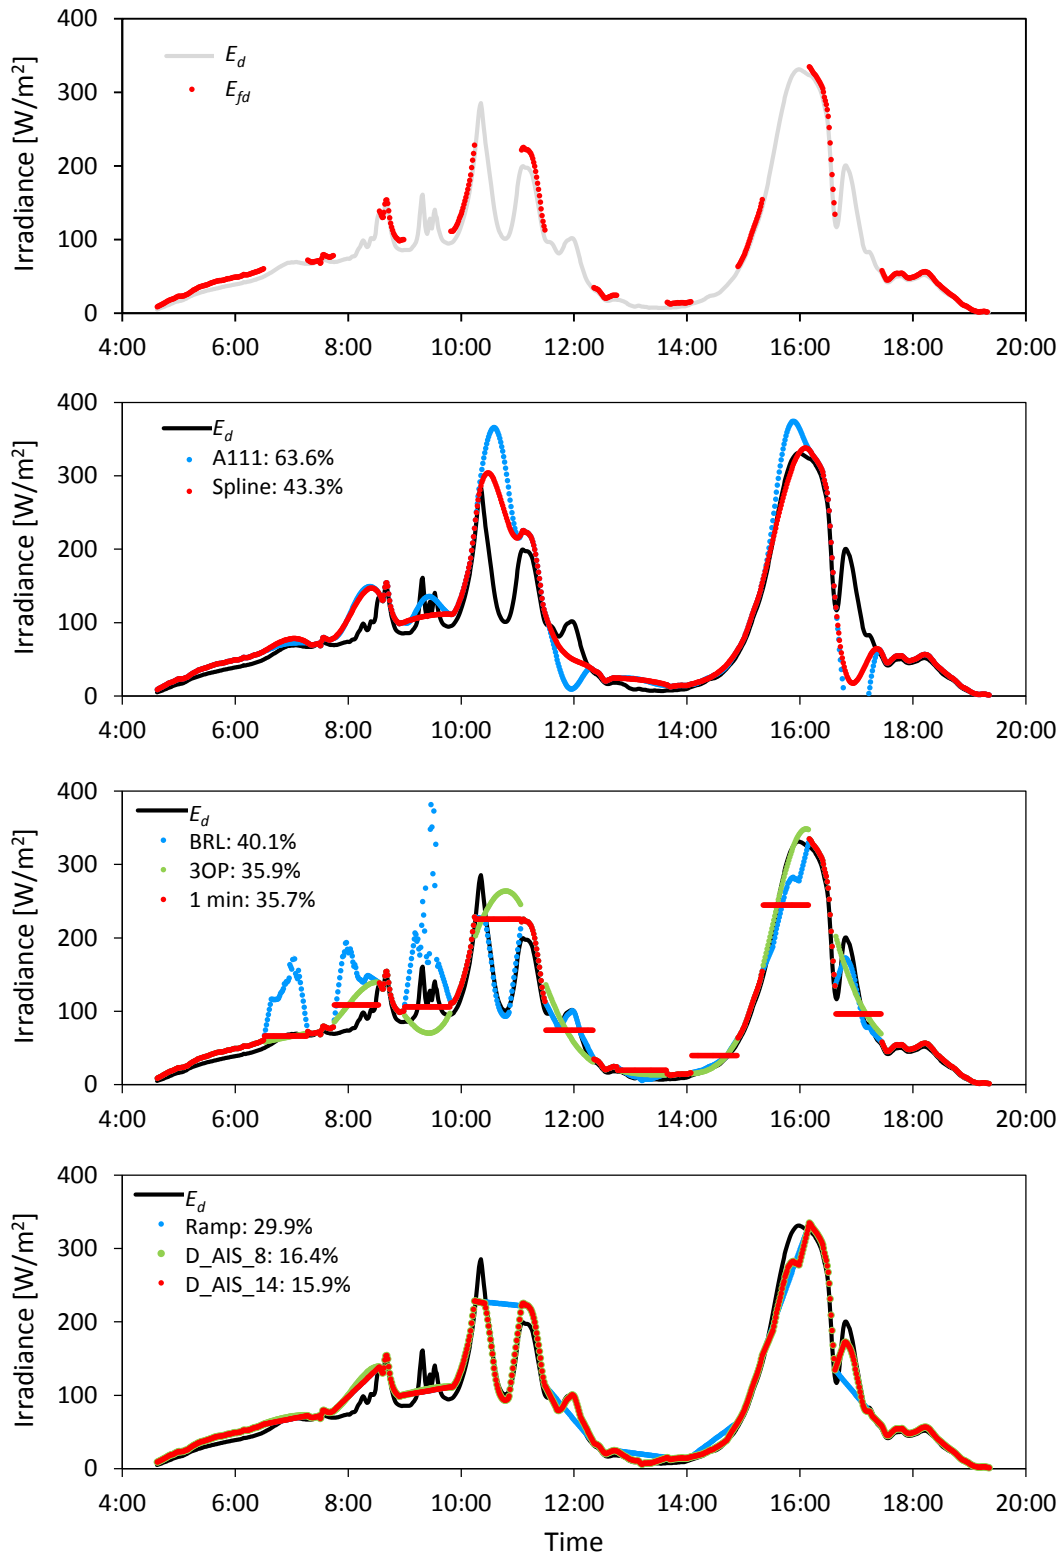 400
300
200
100
0
Irradiance [W/m²]
E_d
E_fd
4:00 6:00 8:00 10:00 12:00 14:00 16:00 18:00 20:00
400
300
200
100
0
Irradiance [W/m²]
E_d
A111: 63.6%
Spline: 43.3%
4:00 6:00 8:00 10:00 12:00 14:00 16:00 18:00 20:00
400
300
200
100
0
Irradiance [W/m²]
E_d
BRL: 40.1%
3OP: 35.9%
1 min: 35.7%
4:00 6:00 8:00 10:00 12:00 14:00 16:00 18:00 20:00
400
300
200
100
0
Irradiance [W/m²]
E_d
Ramp: 29.9%
D_AIS_8: 16.4%
D_AIS_14: 15.9%
4:00 6:00 8:00 10:00 12:00 14:00 16:00 18:00 20:00
Time